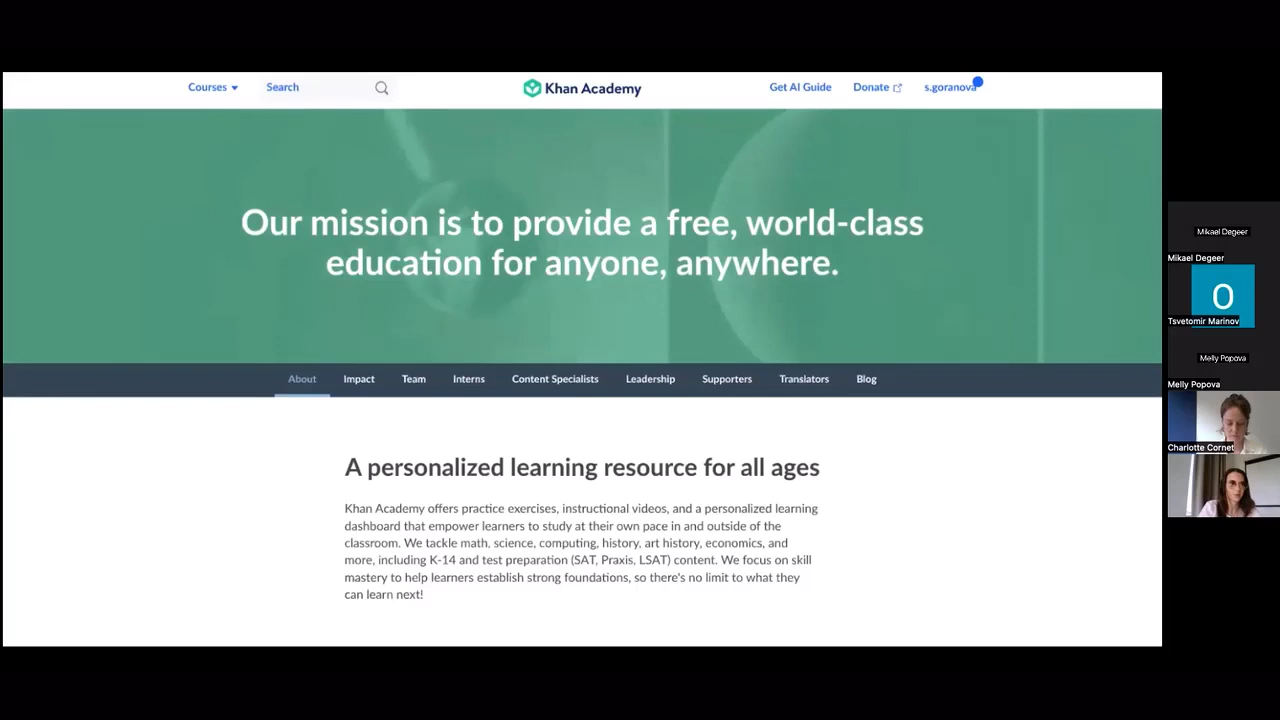 Courses
Search
Khan Academy
Get AI Guide
Donate
s.goranova
Our mission is to provide a free, world-class
education for anyone, anywhere.
About
Impact
Team
Interns
Content Specialists
Leadership
Supporters
Translators
Blog
A personalized learning resource for all ages
Khan Academy offers practice exercises, instructional videos, and a personalized learning
dashboard that empower learners to study at their own pace in and outside of the
classroom. We tackle math, science, computing, history, art history, economics, and
more, including K-14 and test preparation (SAT, Praxis, LSAT) content. We focus on skill
mastery to help learners establish strong foundations, so there's no limit to what they
can learn next!
Mikael Degeer
Mikael Degeer
O
Tsvetomir Marinov
Melly Popova
Melly Popova
Charlotte Cornet